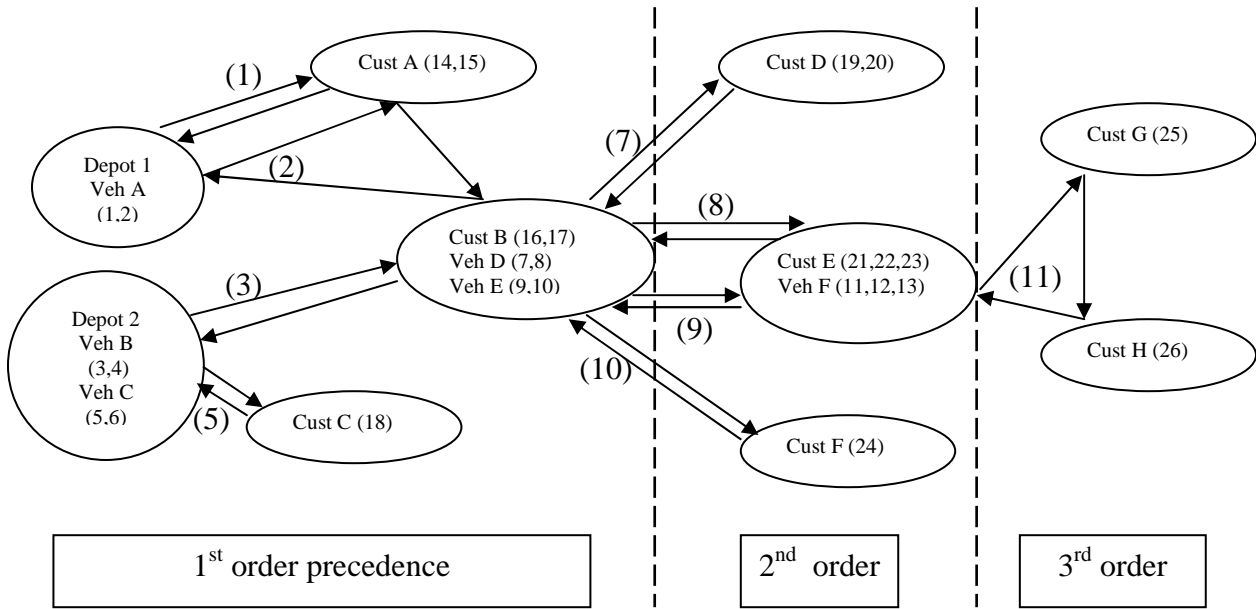 Cust A (14,15)
(1)
Depot 1
Veh A
(1,2)
(2)
Cust D (19,20)
(7)
Cust G (25)
(8)
Cust B (16,17)
Veh D (7,8)
Veh E (9,10)
Cust E (21,22,23)
Veh F (11,12,13)
(3)
(11)
Depot 2
Veh B
(3,4)
Veh C
(5,6)
(9)
(10)
Cust H (26)
(5)
Cust C (18)
Cust F (24)
1st order precedence
2nd order
3rd order